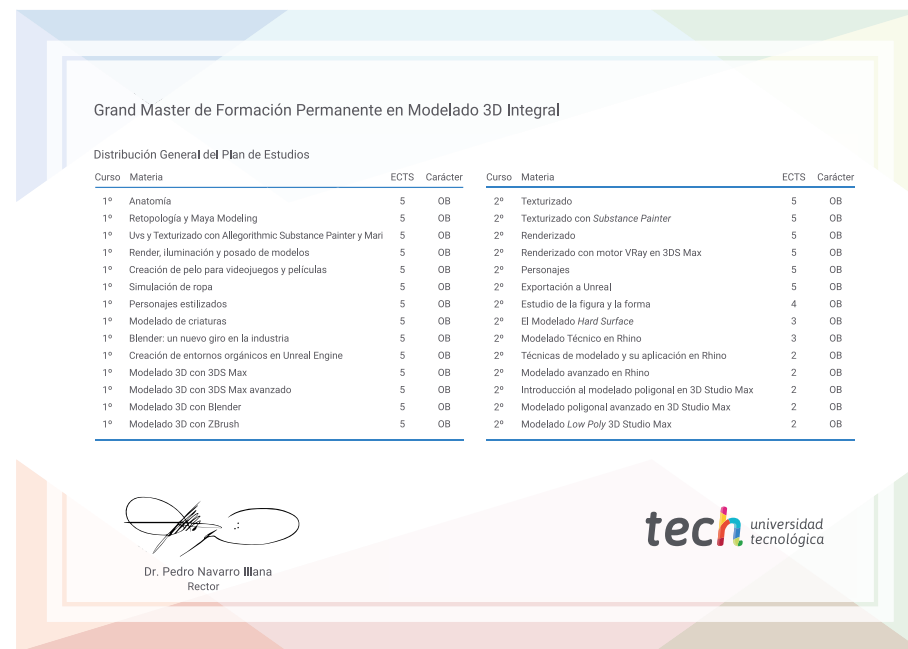 Grand Master de Formación Permanente en Modelado 3D Integral
Distribución General del Plan de Estudios
Curso Materia ECTS Carácter
1º Anatomía 5 OB
1º Retopología y Maya Modeling 5 OB
1º Uvs y Texturizado con Allegorithmic Substance Painter y Mari 5 OB
1º Render, iluminación y posado de modelos 5 OB
1º Creación de pelo para videojuegos y películas 5 OB
1º Simulación de ropa 5 OB
1º Personajes estilizados 5 OB
1º Modelado de criaturas 5 OB
1º Blender: un nuevo giro en la industria 5 OB
1º Creación de entornos orgánicos en Unreal Engine 5 OB
1º Modelado 3D con 3DS Max 5 OB
1º Modelado 3D con 3DS Max avanzado 5 OB
1º Modelado 3D con Blender 5 OB
1º Modelado 3D con ZBrush 5 OB
Curso Materia ECTS Carácter
2º Texturizado 5 OB
2º Texturizado con Substance Painter 5 OB
2º Renderizado 5 OB
2º Renderizado con motor VRay en 3DS Max 5 OB
2º Personajes 5 OB
2º Exportación a Unreal 5 OB
2º Estudio de la figura y la forma 4 OB
2º El Modelado Hard Surface 3 OB
2º Modelado Técnico en Rhino 3 OB
2º Técnicas de modelado y su aplicación en Rhino 2 OB
2º Modelado avanzado en Rhino 2 OB
2º Introducción al modelado poligonal en 3D Studio Max 2 OB
2º Modelado poligonal avanzado en 3D Studio Max 2 OB
2º Modelado Low Poly 3D Studio Max 2 OB
Dr. Pedro Navarro Illana
Rector
tech universidad
tecnológica